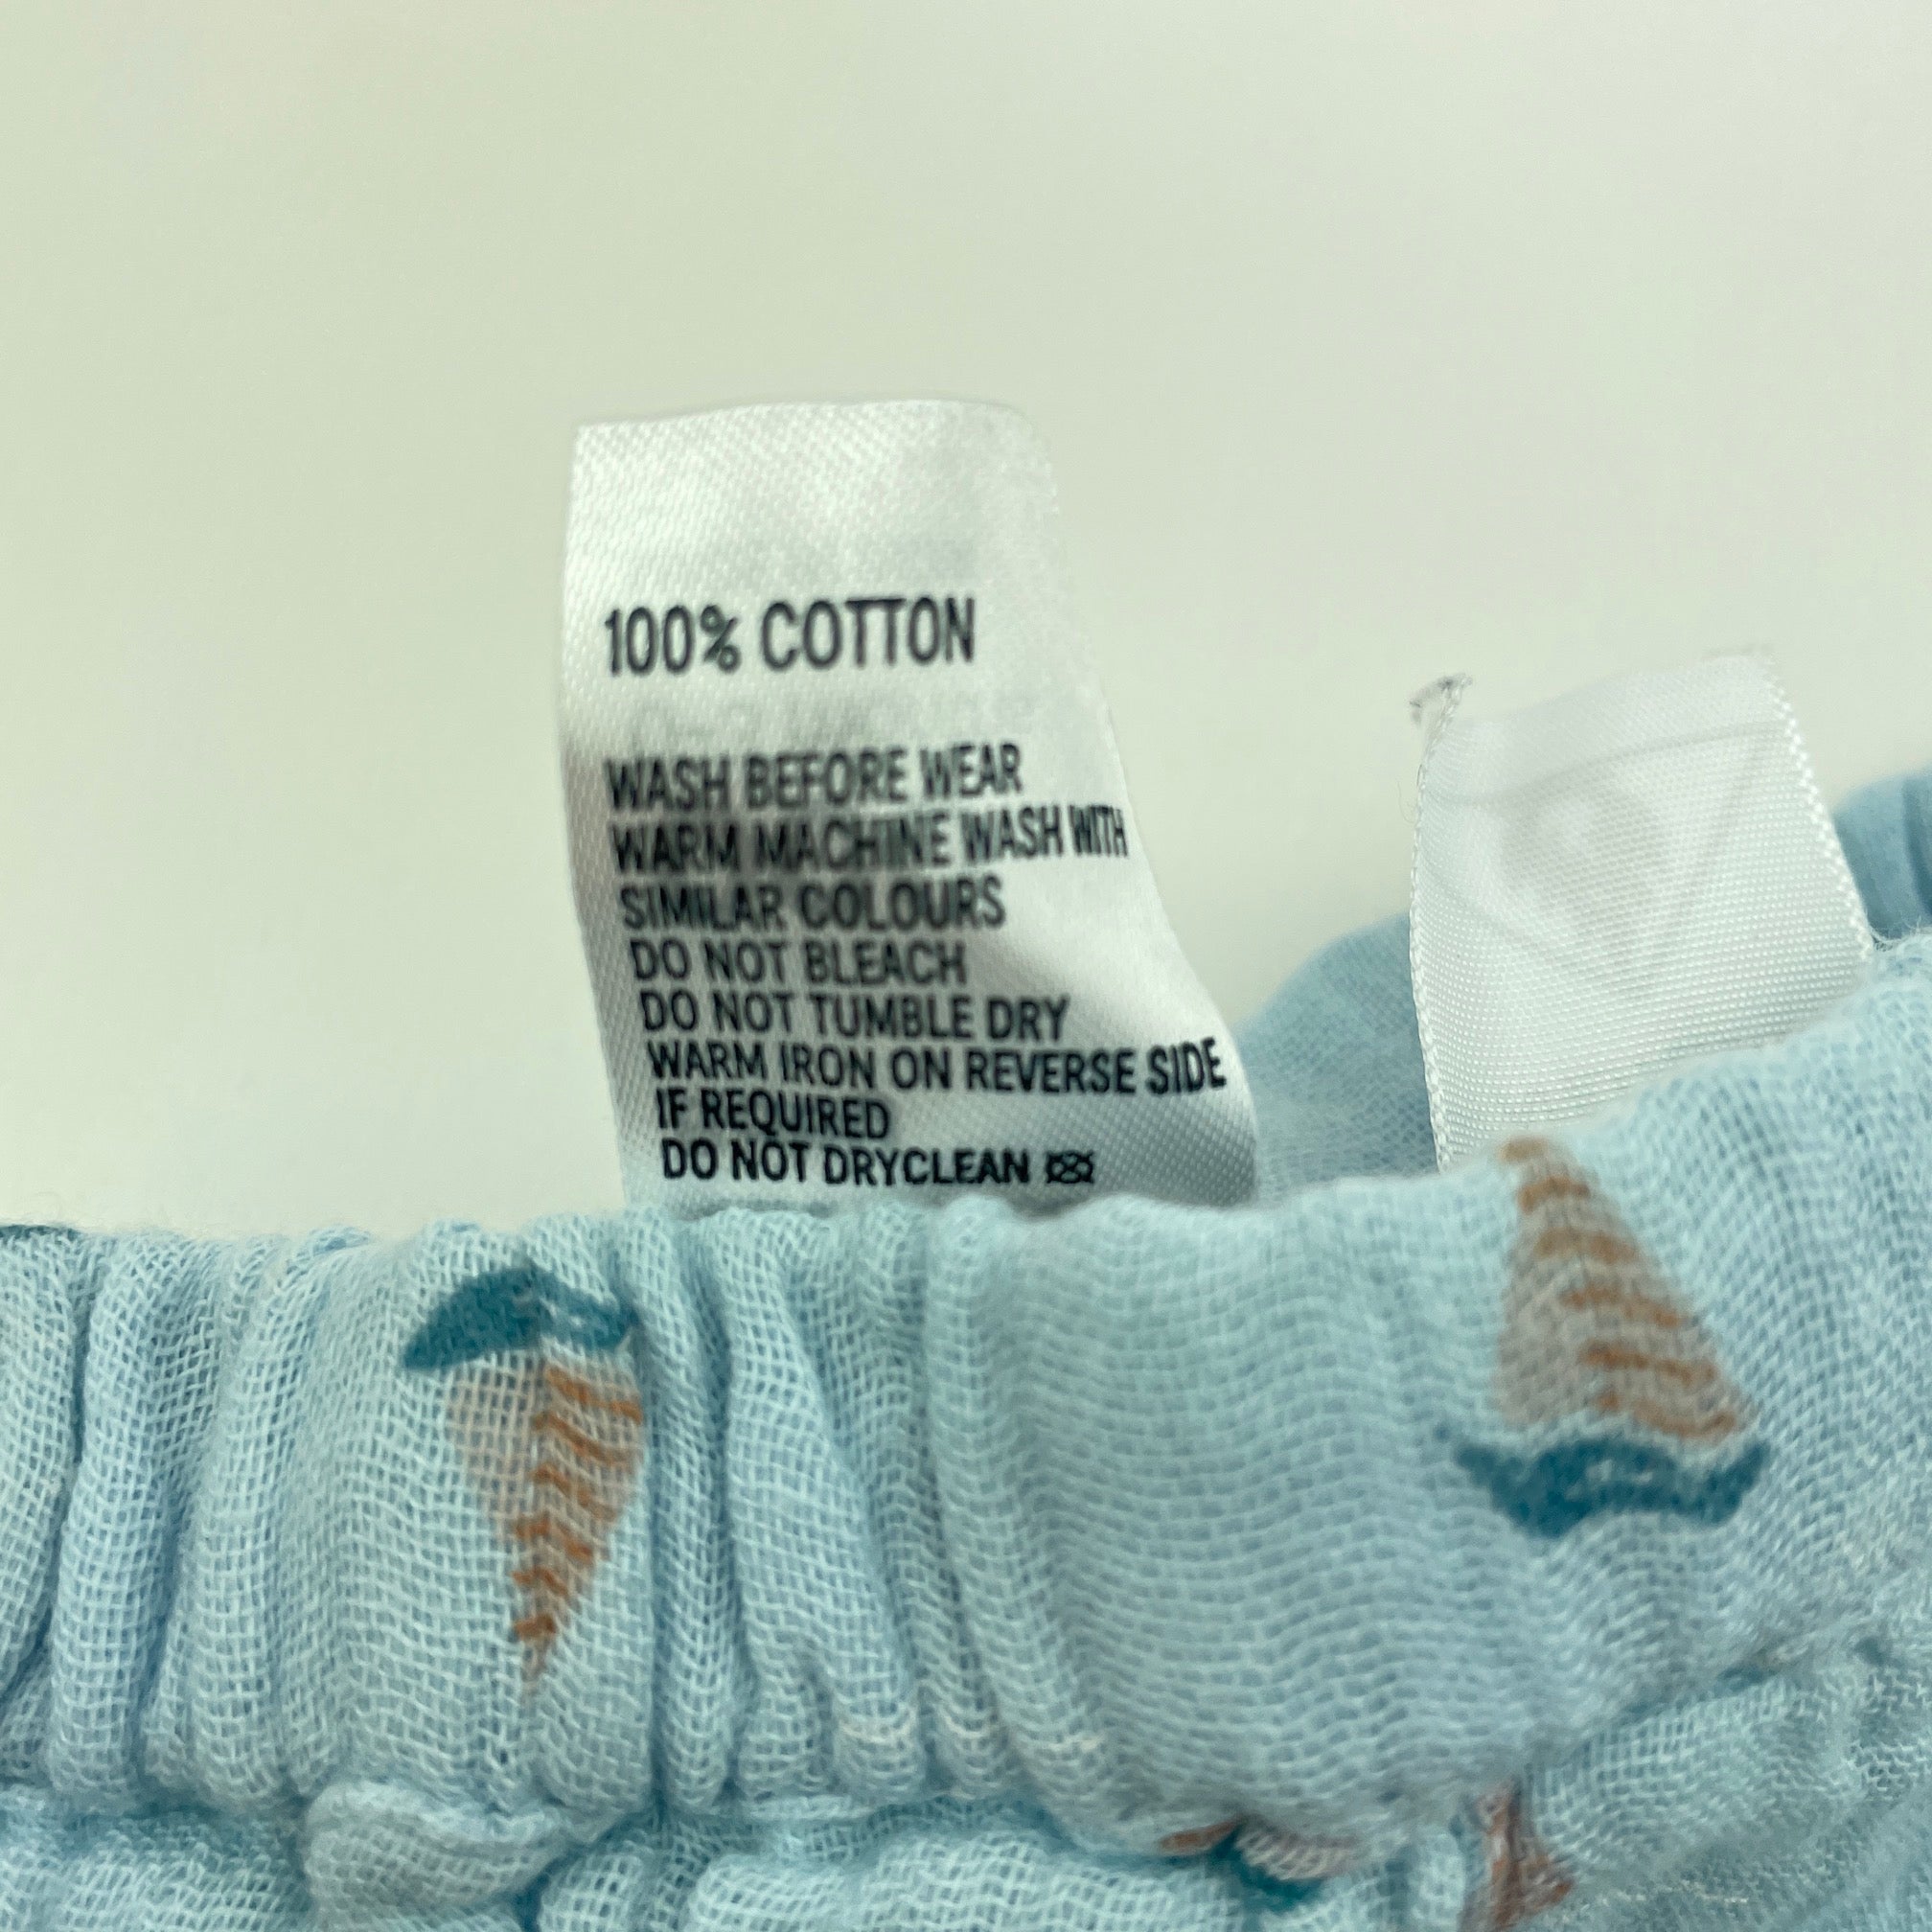 100% COTTON
WASH BEFORE WEAR
WARM MACHINE WASH WITH
SIMILAR COLOURS
DO NOT BLEACH
DO NOT TUMBLE DRY
WARM IRON ON REVERSE SIDE
IF REQUIRED
DO NOT DRYCLEAN